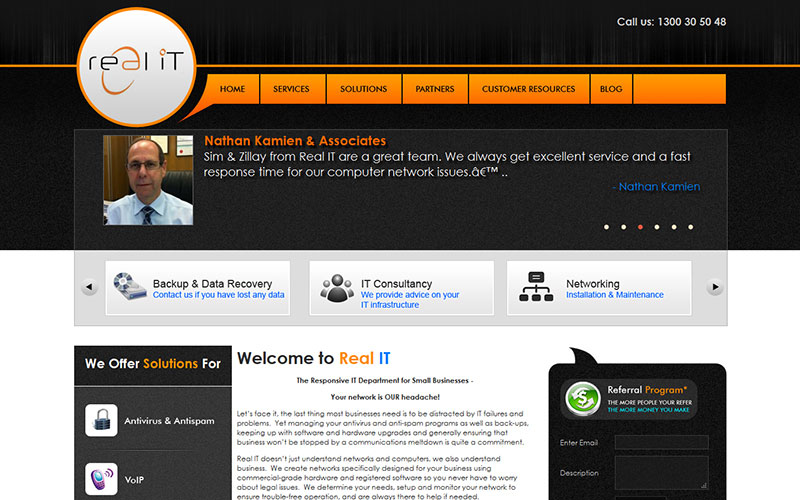 Call us: 1300 30 50 48
real iT
HOME
SERVICES
SOLUTIONS
PARTNERS
CUSTOMER RESOURCES
BLOG
Nathan Kamien & Associates
Sim & Zillay from Real IT are a great team. We always get excellent service and a fast
response time for our computer network issues.â€™ ..
- Nathan Kamien
Backup & Data Recovery
Contact us if you have lost any data
IT Consultancy
We provide advice on your
IT infrastructure
Networking
Installation & Maintenance
We Offer Solutions For
Antivirus & Antispam
VoIP
Welcome to Real IT
The Responsive IT Department for Small Businesses -
Your network is OUR headache!
Let's face it, the last thing most businesses need is to be distracted by IT failures and
problems. Yet managing your antivirus and anti-spam programs as well as back-ups,
keeping up with software and hardware upgrades and generally ensuring that
business won't be stopped by a communications meltdown is quite a commitment.
Real IT doesn't just understand networks and computers, we also understand
business. We create networks specifically designed for your business using
commercial-grade hardware and registered software so you never have to worry
about legal issues. We determine your needs, setup and monitor your network to
ensure trouble-free operation, and are always there to help if needed.
Referral Program*
THE MORE PEOPLE YOUR REFER
THE MORE MONEY YOU MAKE
Enter Email
Description